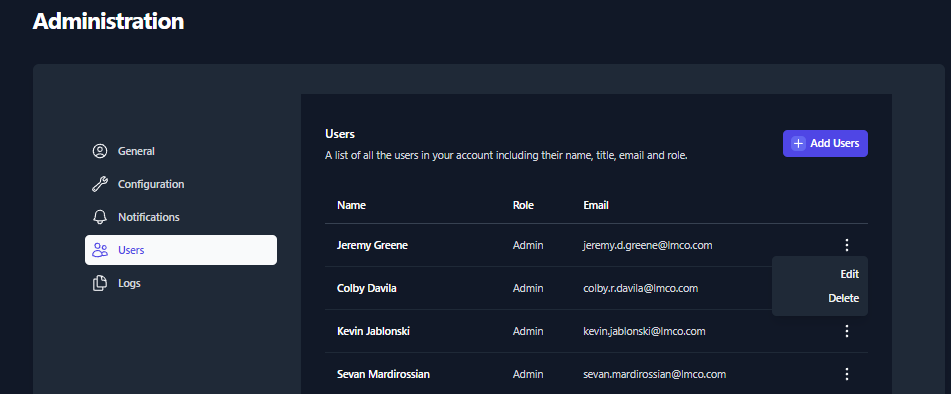 Administration
General
Configuration
Notifications
Users
Logs
Users
A list of all the users in your account including their name, title, email and role.
Add Users
Name Role Email
Jeremy Greene Admin jeremy.d.greene@lmco.com
Edit
Colby Davila Admin colby.r.davila@lmco.com
Delete
Kevin Jablonski Admin kevin.jablonski@lmco.com
Sevan Mardirossian Admin sevan.mardirossian@lmco.com